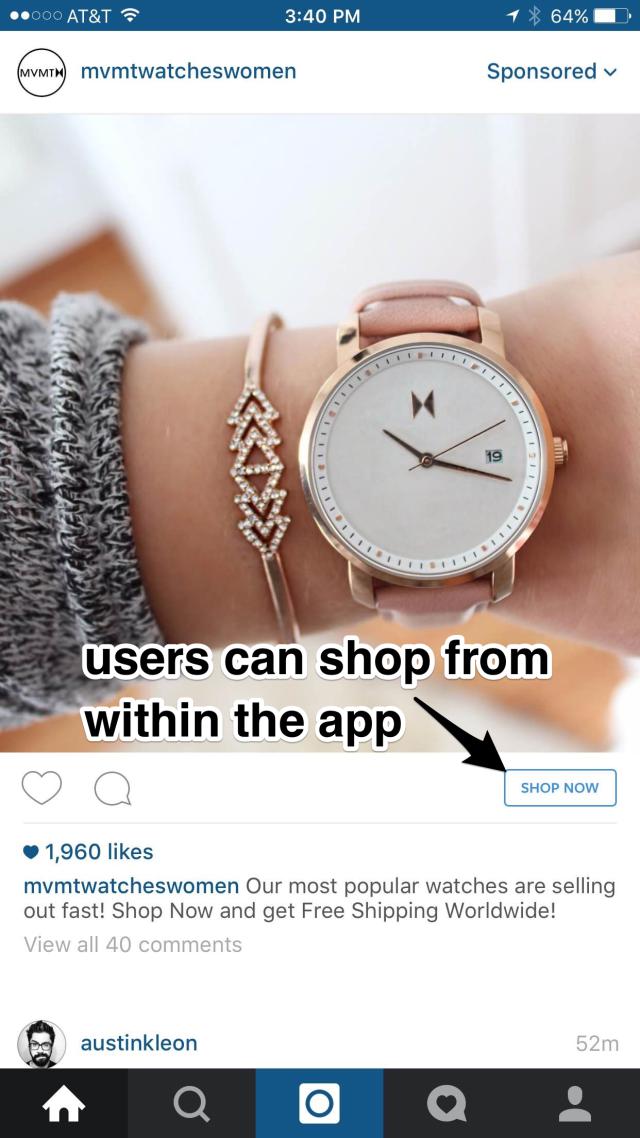 AT&T 3:40 PM 64%
MVMT
mvmtwatcheswomen Sponsored
19
users can shop from
within the app
SHOP NOW
1,960 likes
mvmtwatcheswomen Our most popular watches are selling
out fast! Shop Now and get Free Shipping Worldwide!
View all 40 comments
austinkleon 52m